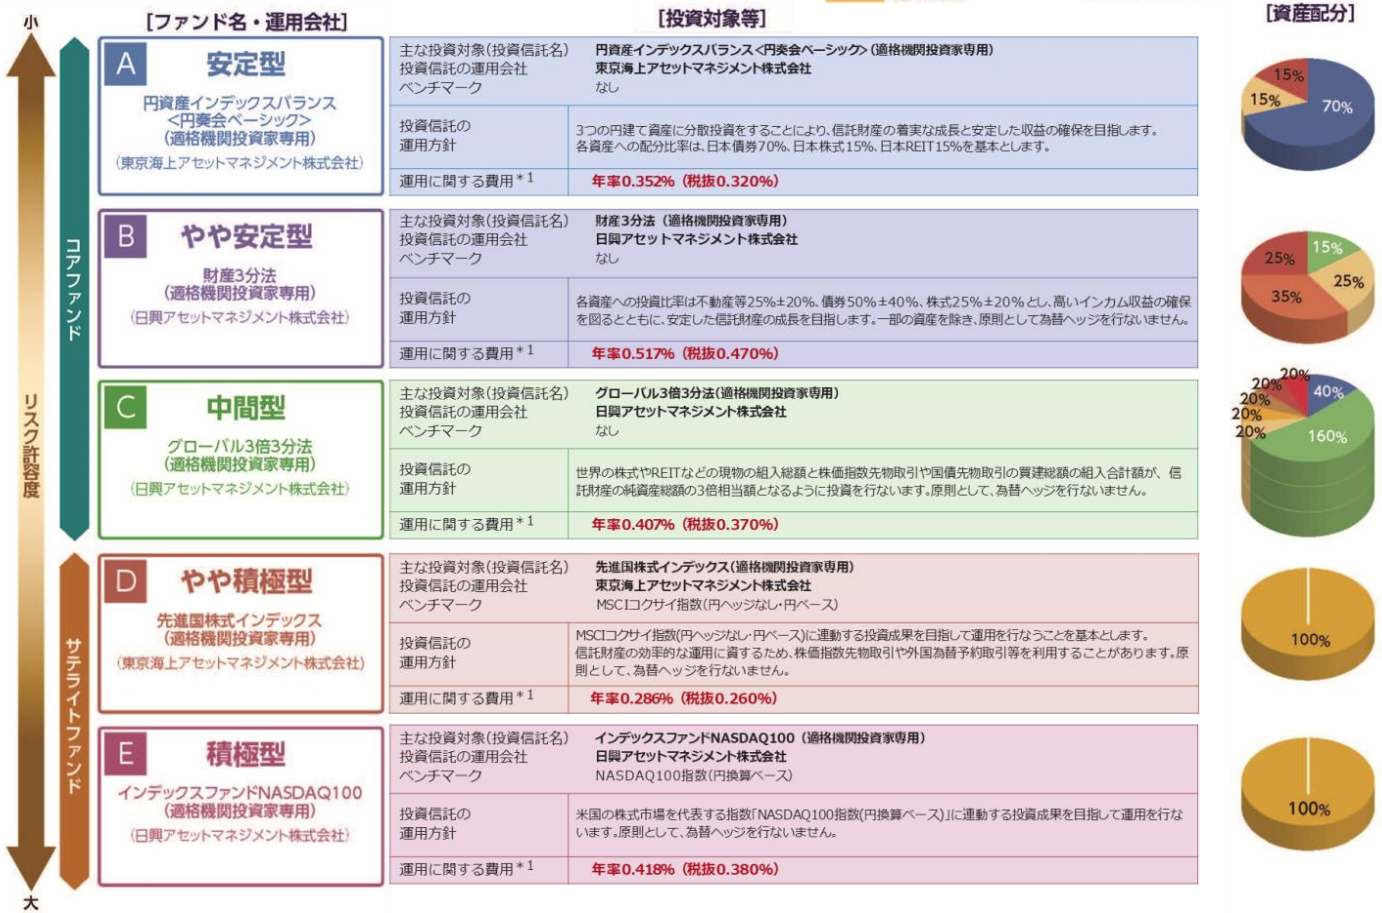 小
[ファンド名・運用会社]
[投資対象等]
[資産配分]
リスク許容度
大
コアファンド
A 安定型
円資産インデックスバランス
<円奏会ベーシック>
(適格機関投資家専用)
(東京海上アセットマネジメント株式会社)
主な投資対象(投資信託名) 円資産インデックスバランス<円奏会ベーシック>(適格機関投資家専用)
投資信託の運用会社 東京海上アセットマネジメント株式会社
ベンチマーク なし
投資信託の
運用方針
3つの円建て資産に分散投資をすることにより、信託財産の着実な成長と安定した収益の確保を目指します。
各資産への配分比率は、日本債券70%、日本株式15%、日本REIT15%を基本とします。
運用に関する費用*1 年率0.352% (税抜0.320%)
15%
15%
70%
B やや安定型
財産3分法
(適格機関投資家専用)
(日興アセットマネジメント株式会社)
主な投資対象(投資信託名) 財産3分法 (適格機関投資家専用)
投資信託の運用会社 日興アセットマネジメント株式会社
ベンチマーク なし
投資信託の
運用方針
各資産への投資比率は不動産等25%±20%、債券50%±40%、株式25%±20%とし、高いインカム収益の確保
を図るとともに、安定した信託財産の成長を目指します。一部の資産を除き、原則として為替ヘッジを行ないません。
運用に関する費用*1 年率0.517% (税抜0.470%)
15%
25%
25%
35%
C 中間型
グローバル3倍3分法
(適格機関投資家専用)
(日興アセットマネジメント株式会社)
主な投資対象(投資信託名) グローバル3倍3分法(適格機関投資家専用)
投資信託の運用会社 日興アセットマネジメント株式会社
ベンチマーク なし
投資信託の
運用方針
世界の株式やREITなどの現物の組入総額と株価指数先物取引や国債先物取引の買建総額の組入合計額が、信
託財産の純資産総額の3倍相当額となるように投資を行ないます。原則として、為替ヘッジを行ないません。
運用に関する費用*1 年率0.407% (税抜0.370%)
20%
20%
40%
20%
20%
20%
160%
サテライトファンド
D やや積極型
先進国株式インデックス
(適格機関投資家専用)
(東京海上アセットマネジメント株式会社)
主な投資対象(投資信託名) 先進国株式インデックス(適格機関投資家専用)
投資信託の運用会社 東京海上アセットマネジメント株式会社
ベンチマーク MSCIコクサイ指数(円ヘッジなし・円ベース)
投資信託の
運用方針
MSCIコクサイ指数(円ヘッジなし・円ベース)に連動する投資成果を目指して運用を行なうことを基本とします。
信託財産の効率的な運用に資するため、株価指数先物取引や外国為替予約取引等を利用することがあります。原
則として、為替ヘッジを行ないません。
運用に関する費用*1 年率0.286% (税抜0.260%)
100%
E 積極型
インデックスファンドNASDAQ100
(適格機関投資家専用)
(日興アセットマネジメント株式会社)
主な投資対象(投資信託名) インデックスファンドNASDAQ100 (適格機関投資家専用)
投資信託の運用会社 日興アセットマネジメント株式会社
ベンチマーク NASDAQ100指数(円換算ベース)
投資信託の
運用方針
米国の株式市場を代表する指数「NASDAQ100指数(円換算ベース)」に連動する投資成果を目指して運用を行な
います。原則として、為替ヘッジを行ないません。
運用に関する費用*1 年率0.418% (税抜0.380%)
100%